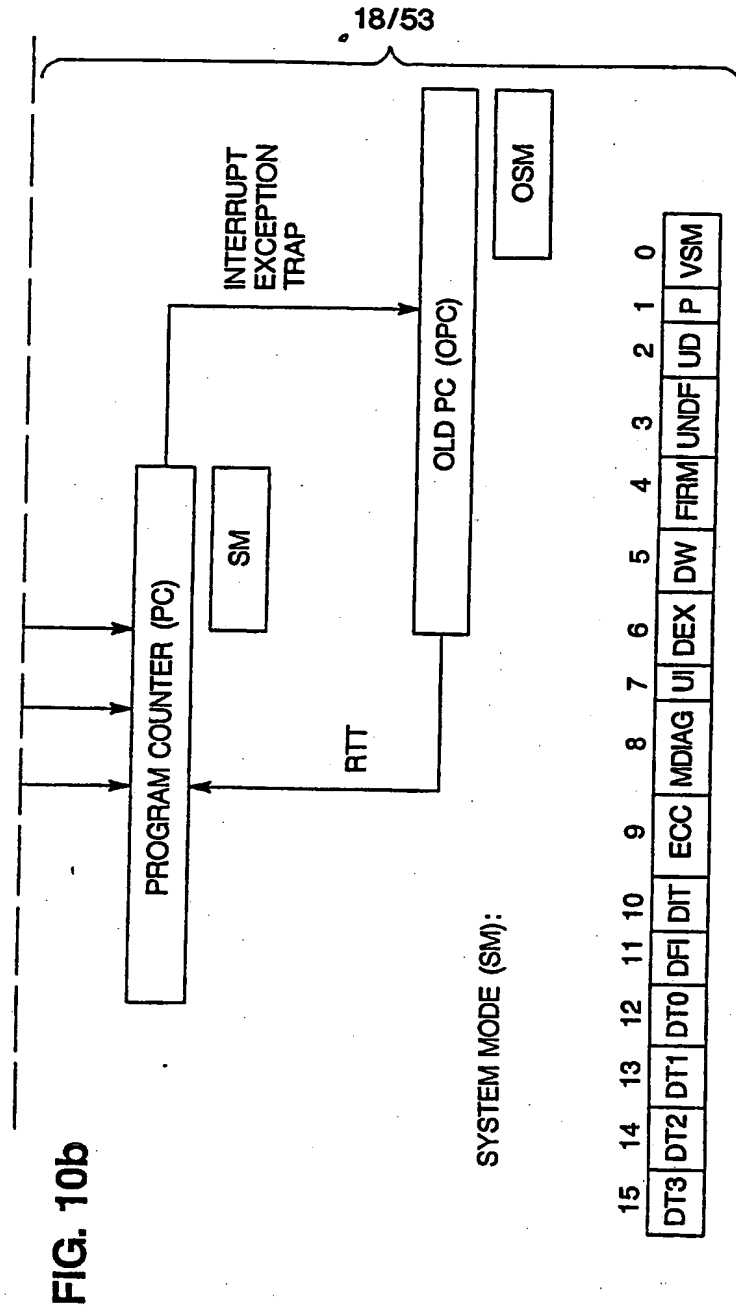 18/53
FIG. 10b
PROGRAM COUNTER (PC)
SM
INTERRUPT
EXCEPTION
TRAP
RTT
OLD PC (OPC)
OSM
SYSTEM MODE (SM):
15 14 13 12 11 10 9 8 7 6 5 4 3 2 1 0
DT3 DT2 DT1 DT0 DFI DIT ECC MDIAG UI DEX DW FIRM UNDF UD P VSM